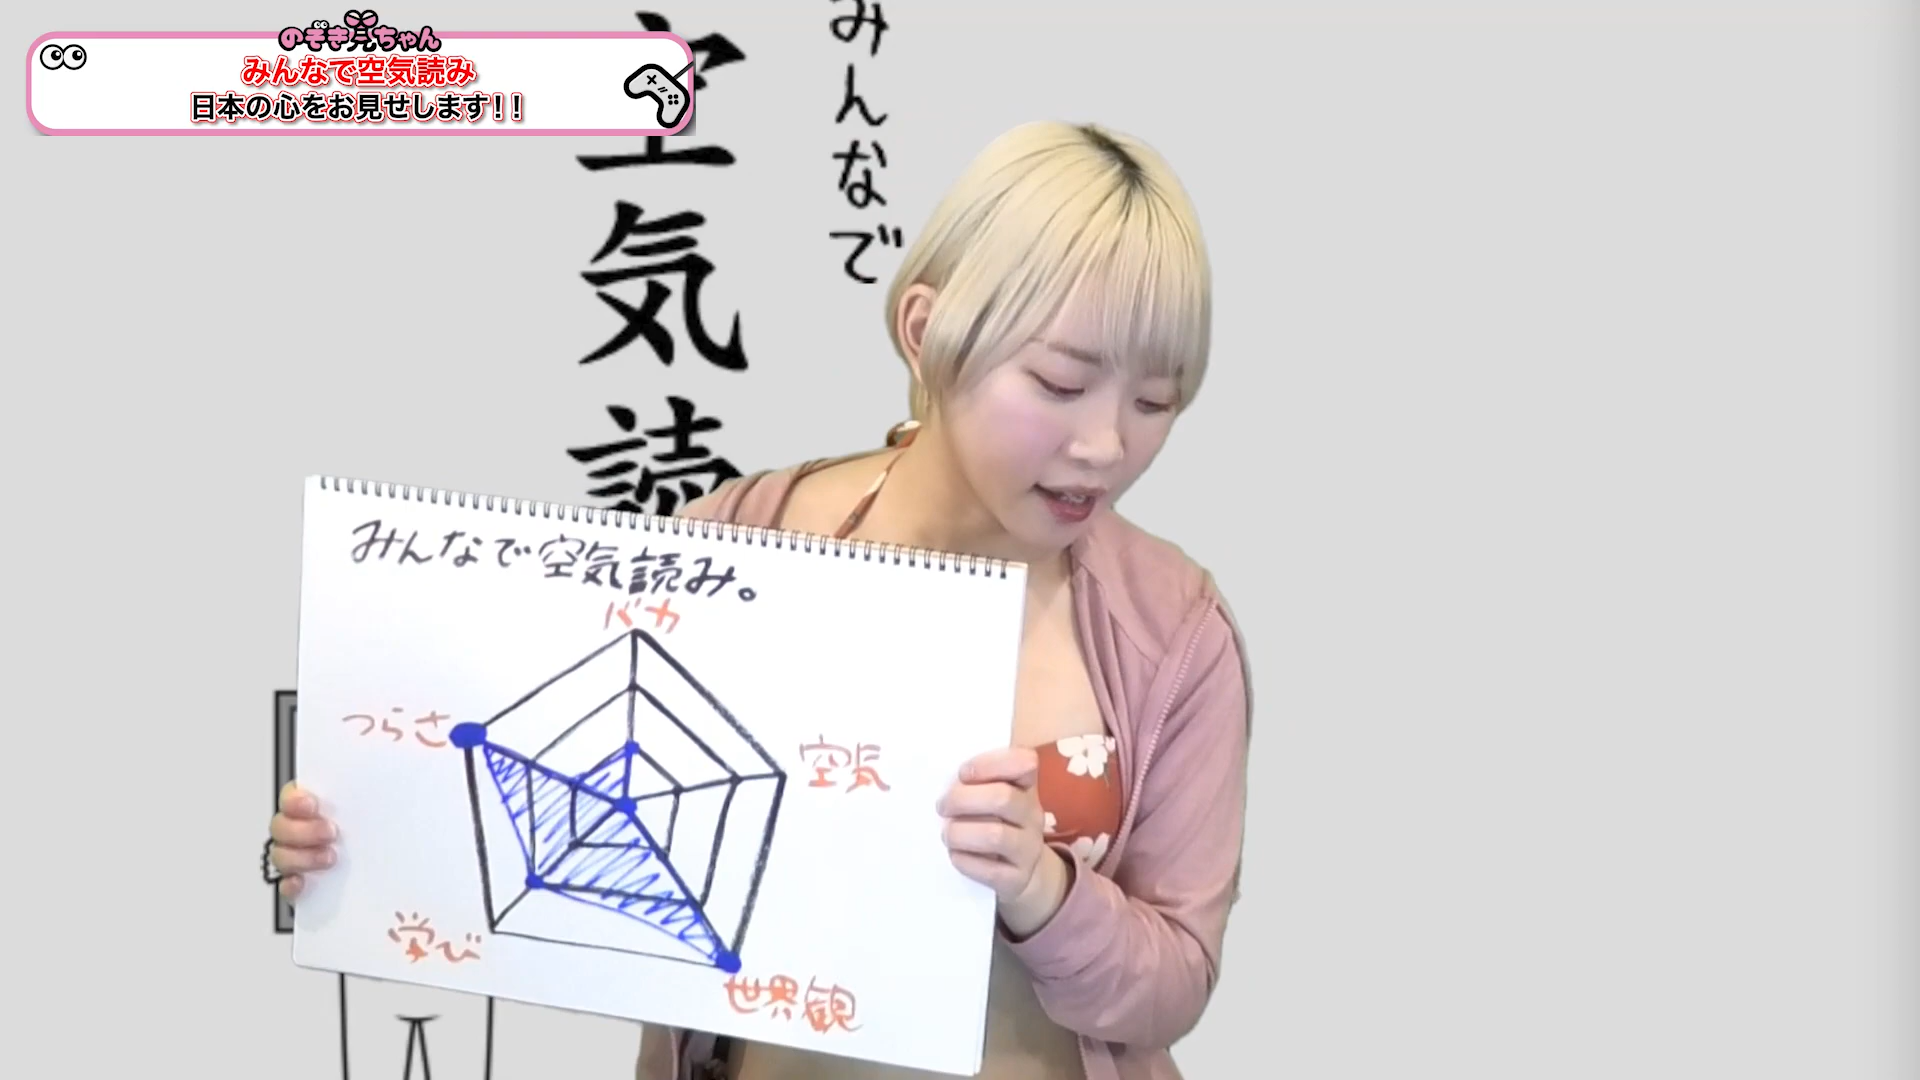 のぞき見ちゃん
みんなで空気読み
日本の心をお見せします!!
みんなで
空気読
みんなで空気読み。
バカ
つらさ
空気
学び
世界観